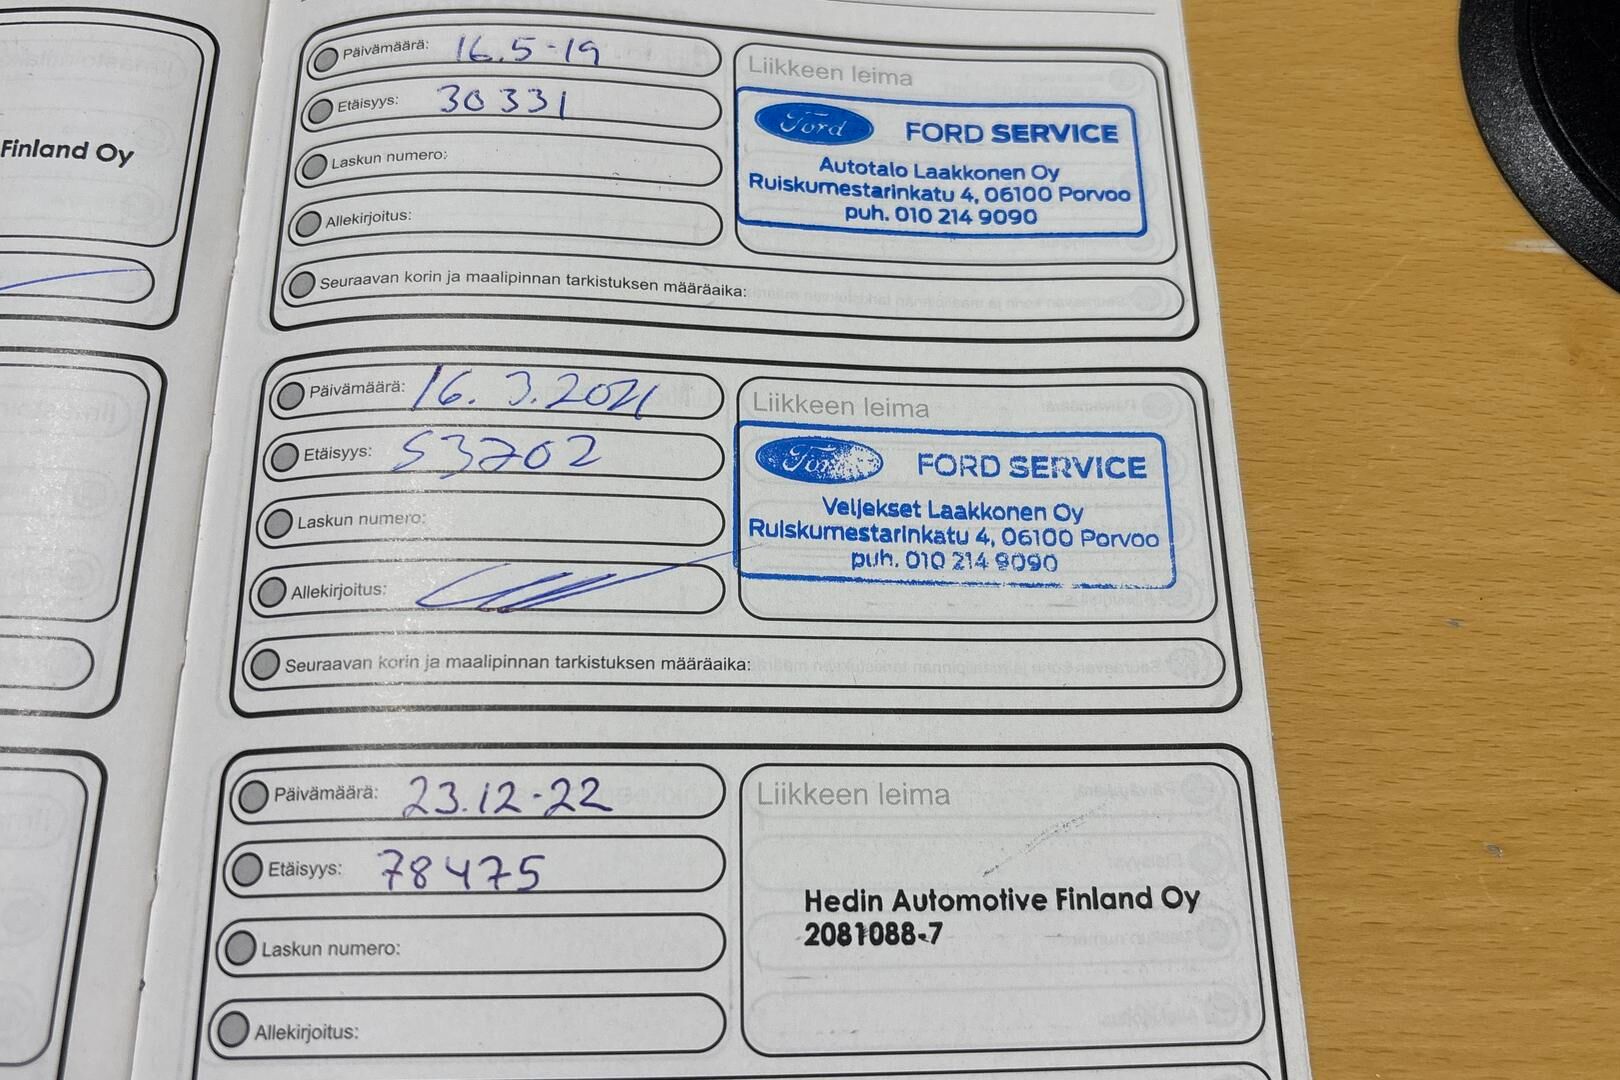 Finland Oy
Päivämäärä: 16.5-19
Etäisyys: 30331
Laskun numero:
Allekirjoitus:
Seuraavan korin ja maalipinnan tarkistuksen määräaika:
Liikkeen leima
Ford FORD SERVICE
Autotalo Laakkonen Oy
Ruiskumestarinkatu 4, 06100 Porvoo
puh. 010 214 9090
Päivämäärä: 16.3.2021
Etäisyys: 53202
Laskun numero:
Allekirjoitus:
Seuraavan korin ja maalipinnan tarkistuksen määräaika:
Liikkeen leima
Ford FORD SERVICE
Veljekset Laakkonen Oy
Ruiskumestarinkatu 4, 06100 Porvoo
puh. 010 214 9090
Päivämäärä: 23.12-22
Etäisyys: 78475
Laskun numero:
Allekirjoitus:
Liikkeen leima
Hedin Automotive Finland Oy
2081088-7